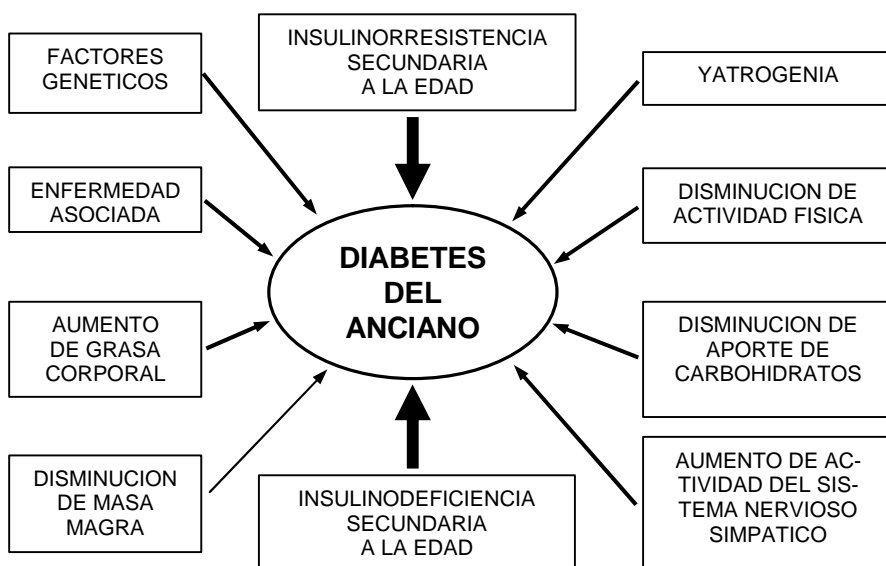 FACTORES
GENETICOS
INSULINORRESISTENCIA
SECUNDARIA
A LA EDAD
YATROGENIA
ENFERMEDAD
ASOCIADA
DISMINUCION DE
ACTIVIDAD FISICA
DIABETES
DEL
ANCIANO
AUMENTO
DE GRASA
CORPORAL
DISMINUCION DE
APORTE DE
CARBOHIDRATOS
DISMINUCION
DE MASA
MAGRA
INSULINODEFICIENCIA
SECUNDARIA
A LA EDAD
AUMENTO DE AC-
TIVIDAD DEL SIS-
TEMA NERVIOSO
SIMPATICO